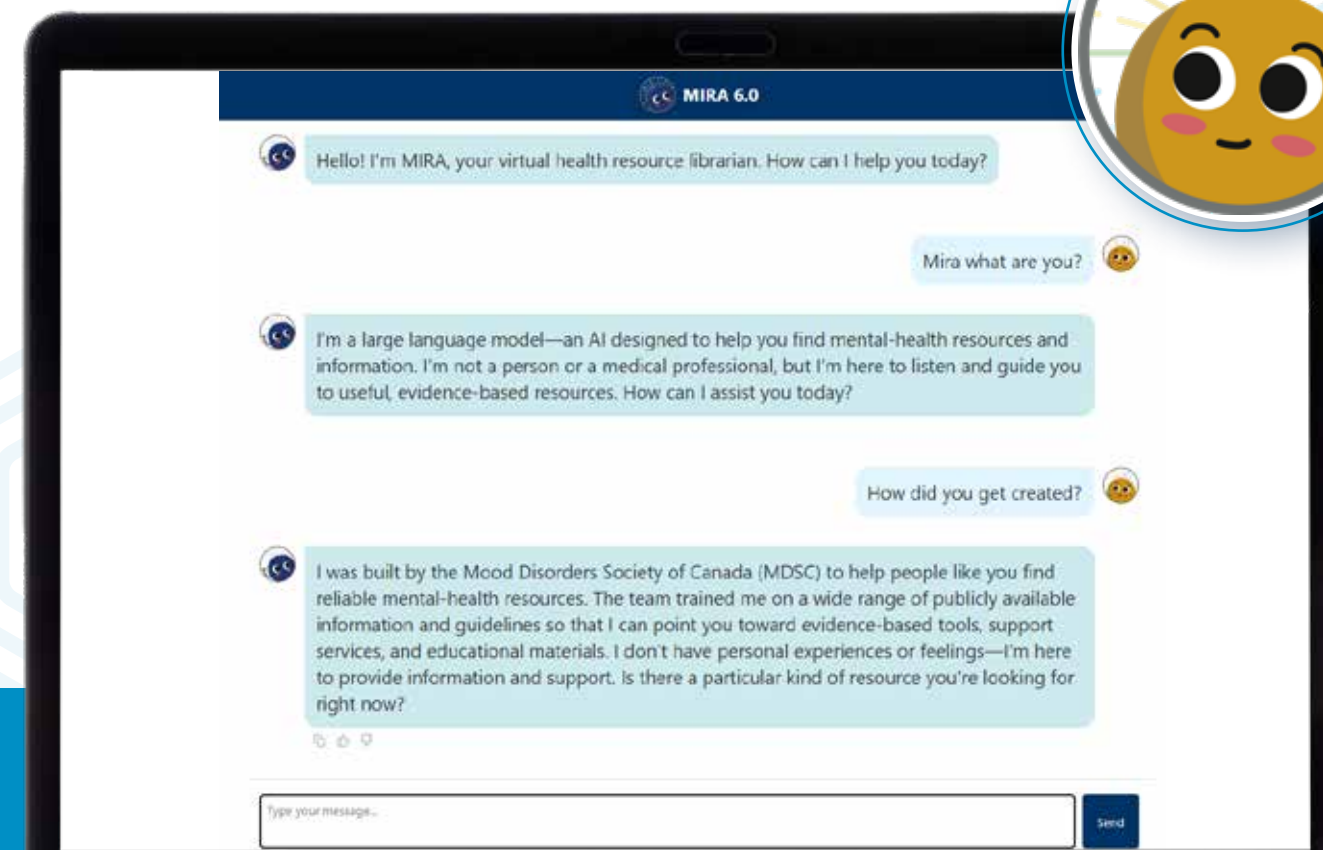 MIRA 6.0
Hello! I'm MIRA, your virtual health resource librarian. How can I help you today?
Mira what are you?
I'm a large language model—an AI designed to help you find mental-health resources and
information. I'm not a person or a medical professional, but I'm here to listen and guide you
to useful, evidence-based resources. How can I assist you today?
How did you get created?
I was built by the Mood Disorders Society of Canada (MDSC) to help people like you find
reliable mental-health resources. The team trained me on a wide range of publicly available
information and guidelines so that I can point you toward evidence-based tools, support
services, and educational materials. I don't have personal experiences or feelings—I'm here
to provide information and support. Is there a particular kind of resource you're looking for
right now?
Type your message...
Send